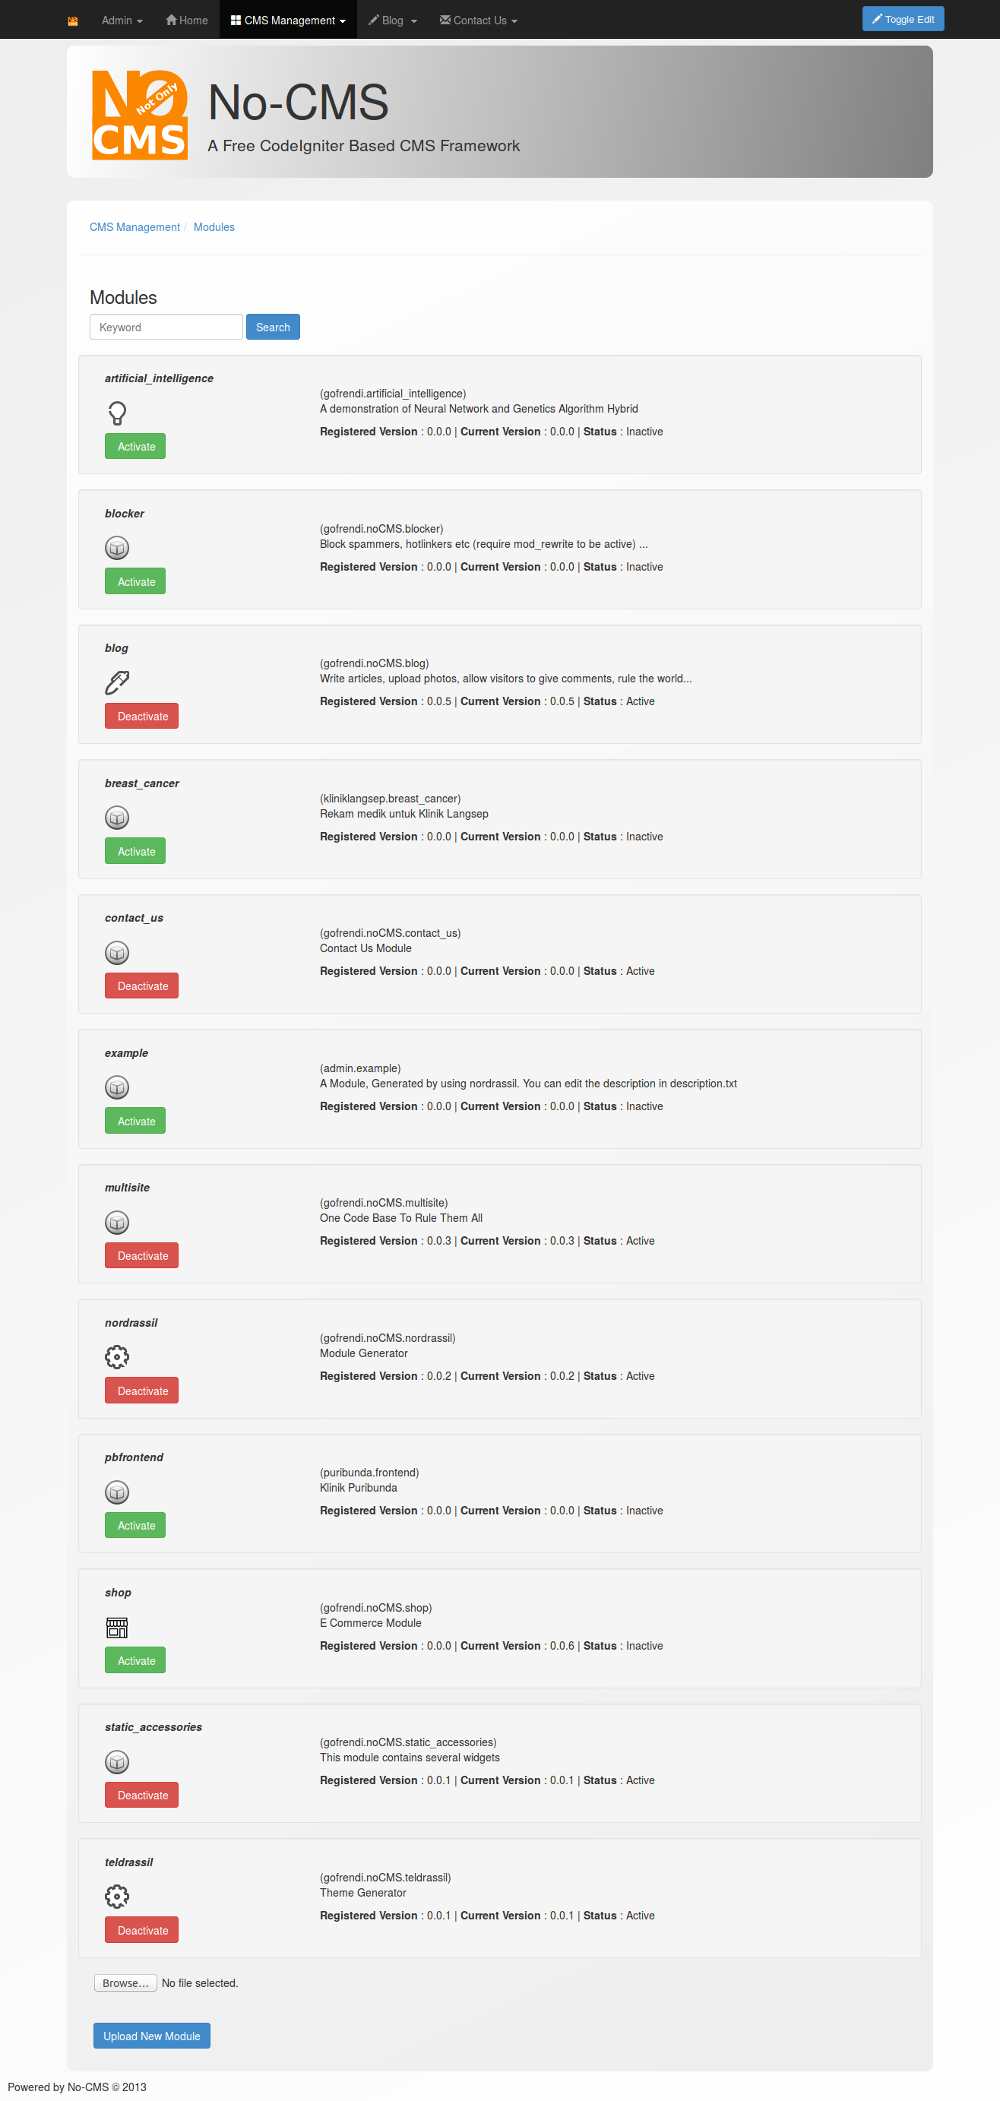 Admin Home CMS Management Blog Contact Us Toggle Edit
NO
Not Only
CMS
No-CMS
A Free CodeIgniter Based CMS Framework
CMS Management / Modules
Modules
Keyword Search
artificial_intelligence
(gofrendi.artificial_intelligence)
A demonstration of Neural Network and Genetics Algorithm Hybrid
Registered Version : 0.0.0 | Current Version : 0.0.0 | Status : Inactive
Activate
blocker
(gofrendi.noCMS.blocker)
Block spammers, hotlinkers etc (require mod_rewrite to be active) ...
Registered Version : 0.0.0 | Current Version : 0.0.0 | Status : Inactive
Activate
blog
(gofrendi.noCMS.blog)
Write articles, upload photos, allow visitors to give comments, rule the world...
Registered Version : 0.0.5 | Current Version : 0.0.5 | Status : Active
Deactivate
breast_cancer
(kliniklangsep.breast_cancer)
Rekam medik untuk Klinik Langsep
Registered Version : 0.0.0 | Current Version : 0.0.0 | Status : Inactive
Activate
contact_us
(gofrendi.noCMS.contact_us)
Contact Us Module
Registered Version : 0.0.0 | Current Version : 0.0.0 | Status : Active
Deactivate
example
(admin.example)
A Module, Generated by using nordrassil. You can edit the description in description.txt
Registered Version : 0.0.0 | Current Version : 0.0.0 | Status : Inactive
Activate
multisite
(gofrendi.noCMS.multisite)
One Code Base To Rule Them All
Registered Version : 0.0.3 | Current Version : 0.0.3 | Status : Active
Deactivate
nordrassil
(gofrendi.noCMS.nordrassil)
Module Generator
Registered Version : 0.0.2 | Current Version : 0.0.2 | Status : Active
Deactivate
pbfrontend
(puribunda.frontend)
Klinik Puribunda
Registered Version : 0.0.0 | Current Version : 0.0.0 | Status : Inactive
Activate
shop
(gofrendi.noCMS.shop)
E Commerce Module
Registered Version : 0.0.0 | Current Version : 0.0.6 | Status : Inactive
Activate
static_accessories
(gofrendi.noCMS.static_accessories)
This module contains several widgets
Registered Version : 0.0.1 | Current Version : 0.0.1 | Status : Active
Deactivate
teldrassil
(gofrendi.noCMS.teldrassil)
Theme Generator
Registered Version : 0.0.1 | Current Version : 0.0.1 | Status : Active
Deactivate
Browse... No file selected.
Upload New Module
Powered by No-CMS © 2013